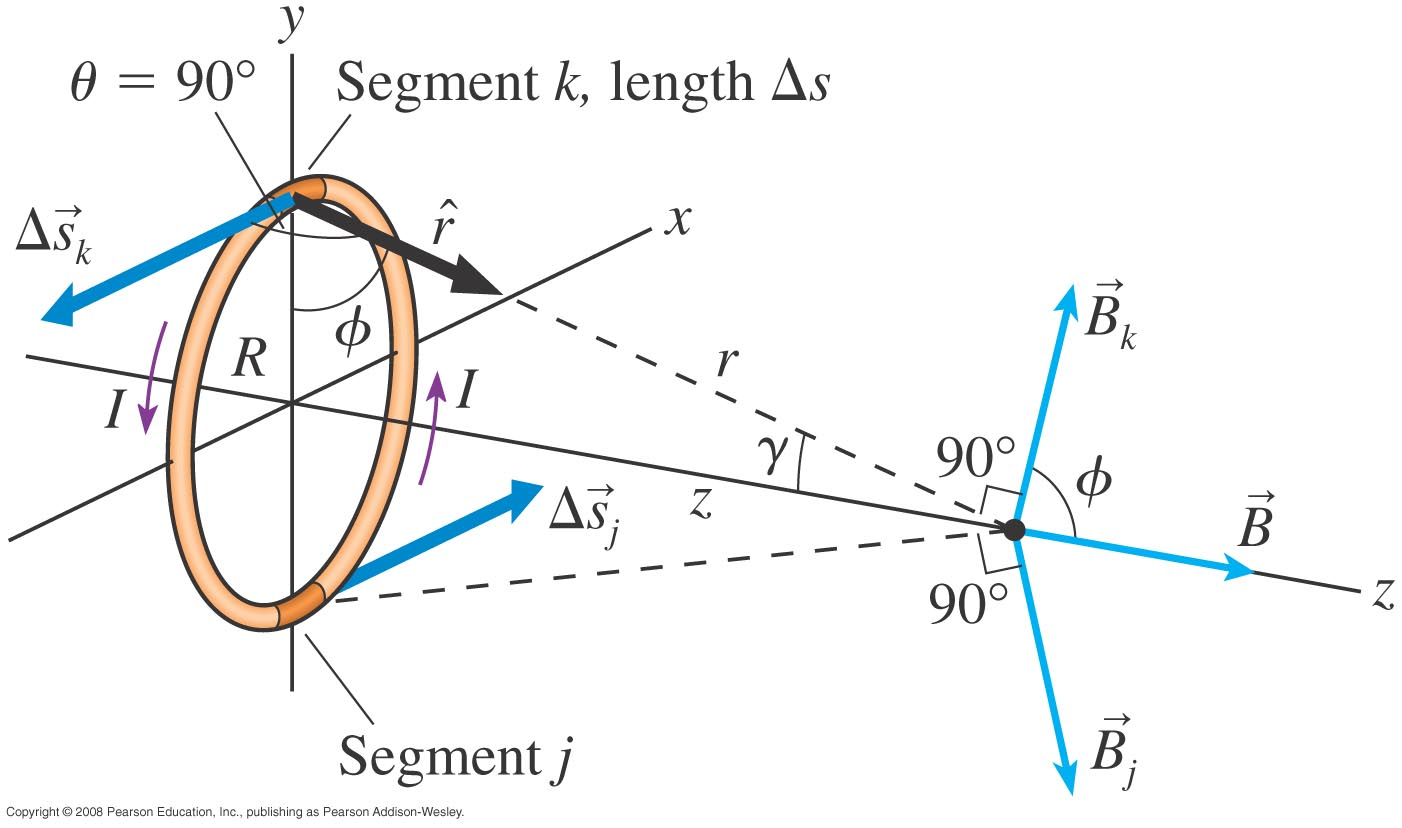 y
θ = 90°
Segment k, length Δs
Δs⃗ₖ
r̂
x
ϕ
R
I
I
r
B⃗ₖ
γ
90°
ϕ
z
Δs⃗ⱼ
B⃗
90°
z
Segment j
B⃗ⱼ
Copyright © 2008 Pearson Education, Inc., publishing as Pearson Addison-Wesley.